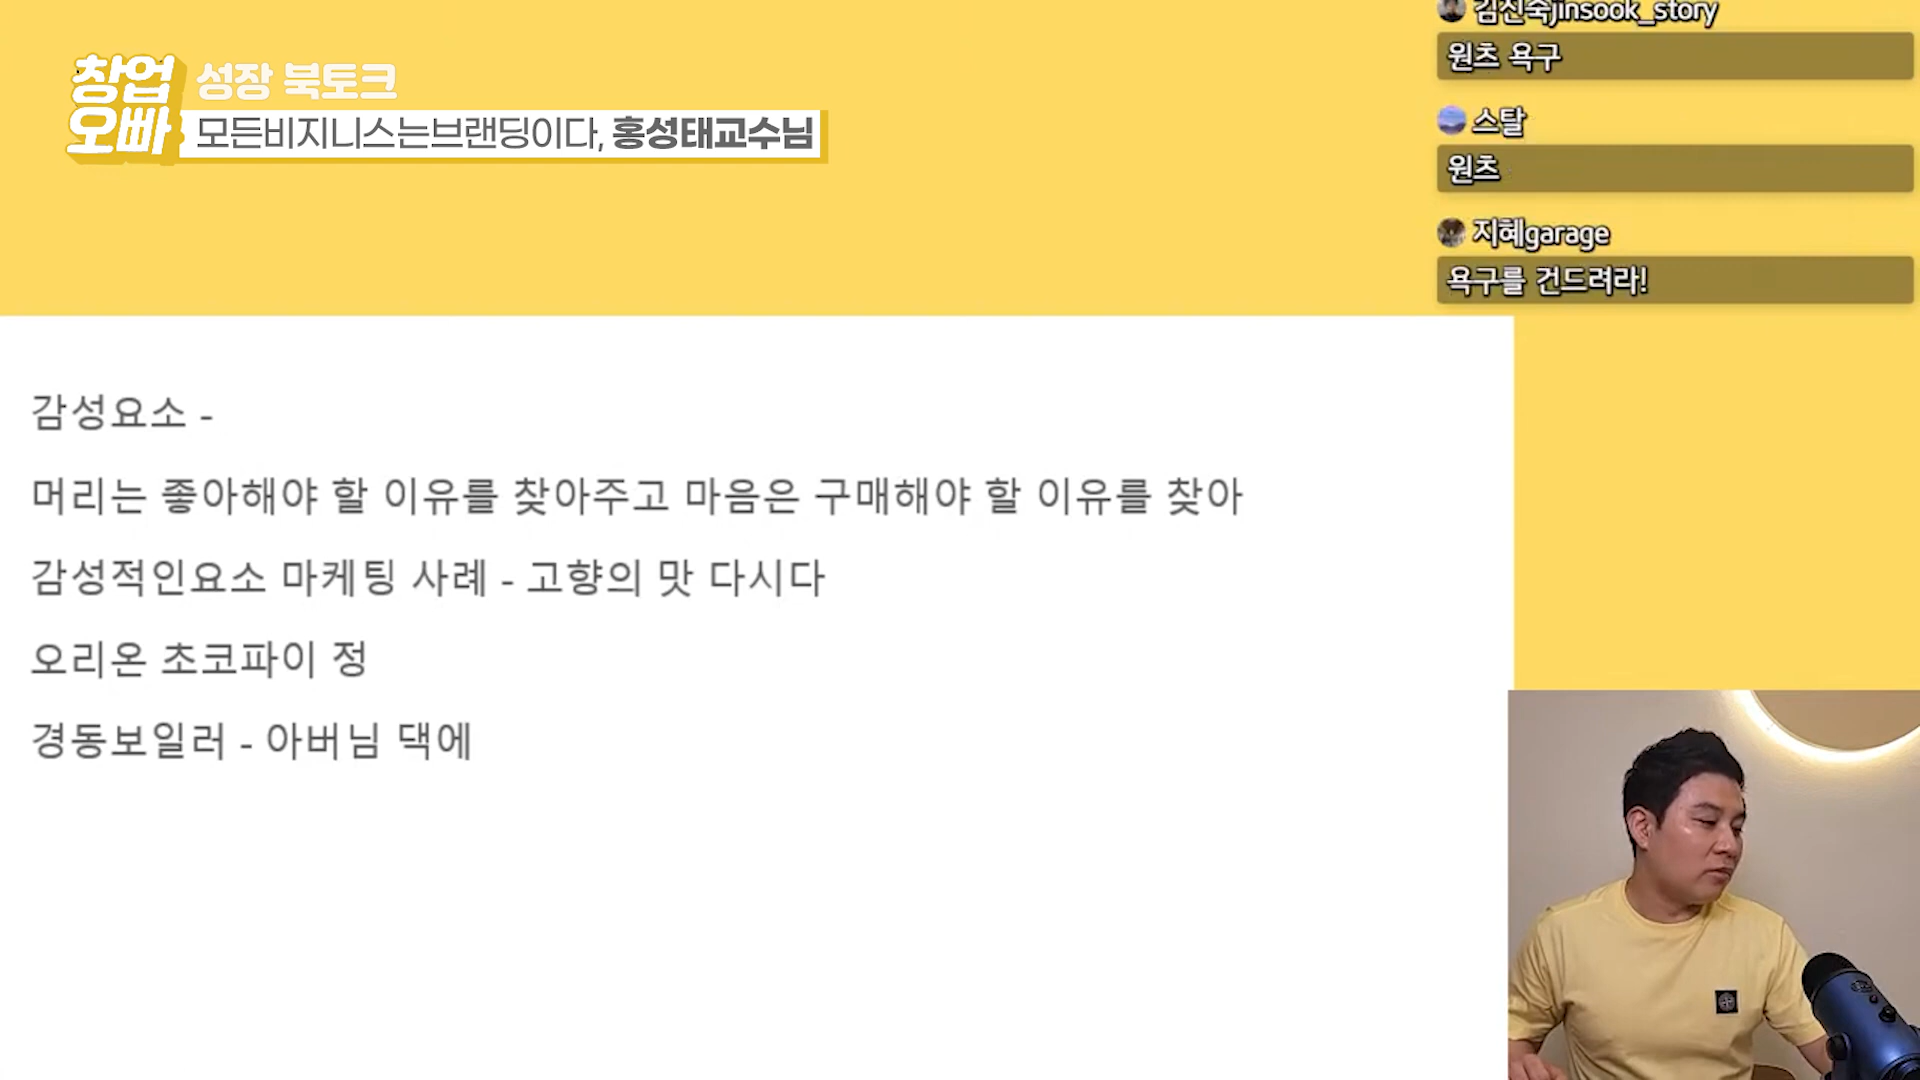 창업
오빠
성장 북토크
모든비지니스는브랜딩이다, 홍성태교수님
김진숙jinsook_story
원츠 욕구
스탈
원츠
지혜garage
욕구를 건드려라!
감성요소 -
머리는 좋아해야 할 이유를 찾아주고 마음은 구매해야 할 이유를 찾아
감성적인요소 마케팅 사례 - 고향의 맛 다시다
오리온 초코파이 정
경동보일러 - 아버님 댁에